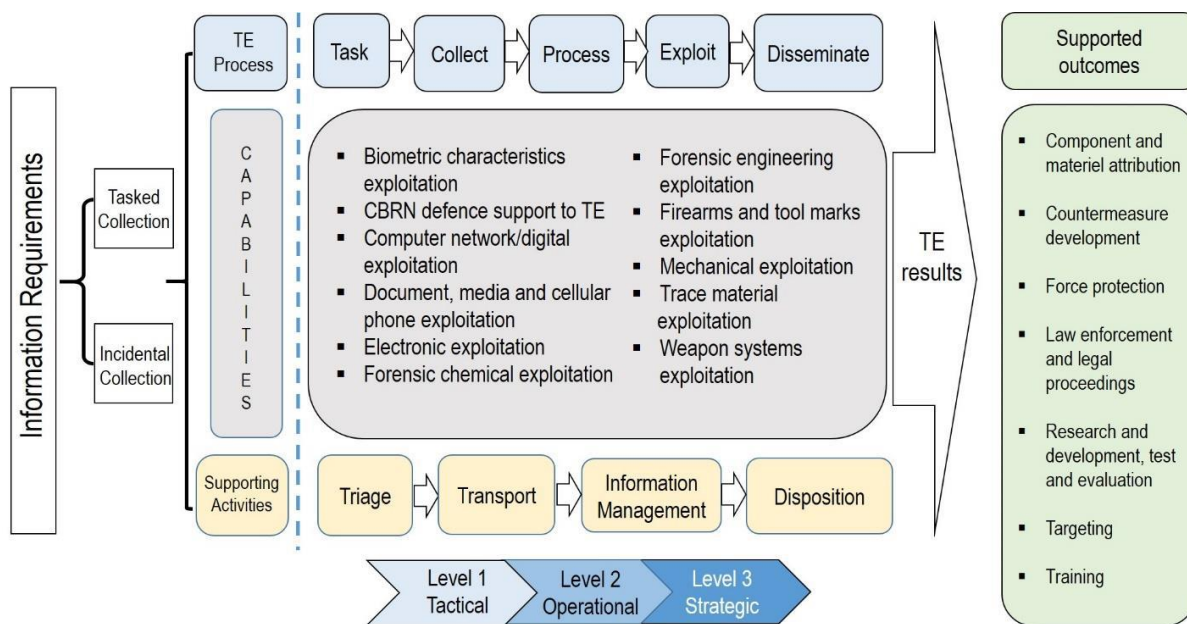 Information Requirements
Tasked
Collection
Incidental
Collection
TE
Process
C
A
P
A
B
I
L
I
T
I
E
S
Supporting
Activities
Task
Collect
Process
Exploit
Disseminate
▪ Biometric characteristics
exploitation
▪ CBRN defence support to TE
▪ Computer network/digital
exploitation
▪ Document, media and cellular
phone exploitation
▪ Electronic exploitation
▪ Forensic chemical exploitation
▪ Forensic engineering
exploitation
▪ Firearms and tool marks
exploitation
▪ Mechanical exploitation
▪ Trace material
exploitation
▪ Weapon systems
exploitation
Triage
Transport
Information
Management
Disposition
Level 1
Tactical
Level 2
Operational
Level 3
Strategic
TE
results
Supported
outcomes
▪ Component and
materiel attribution
▪ Countermeasure
development
▪ Force protection
▪ Law enforcement
and legal
proceedings
▪ Research and
development, test
and evaluation
▪ Targeting
▪ Training